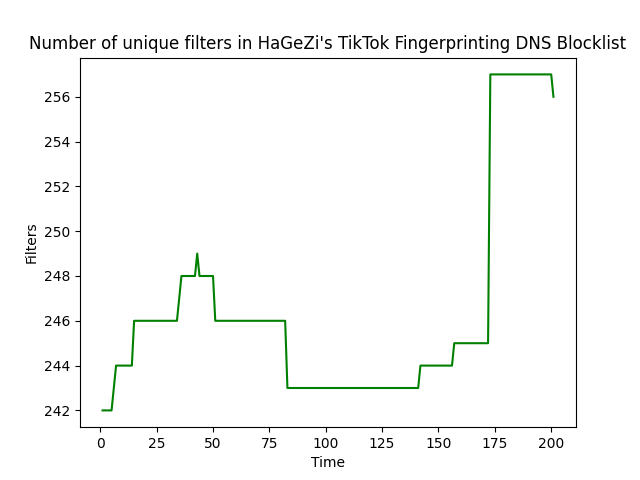 Number of unique filters in HaGeZi's TikTok Fingerprinting DNS Blocklist
256
254
252
250
248
246
244
242
Filters
0 25 50 75 100 125 150 175 200
Time